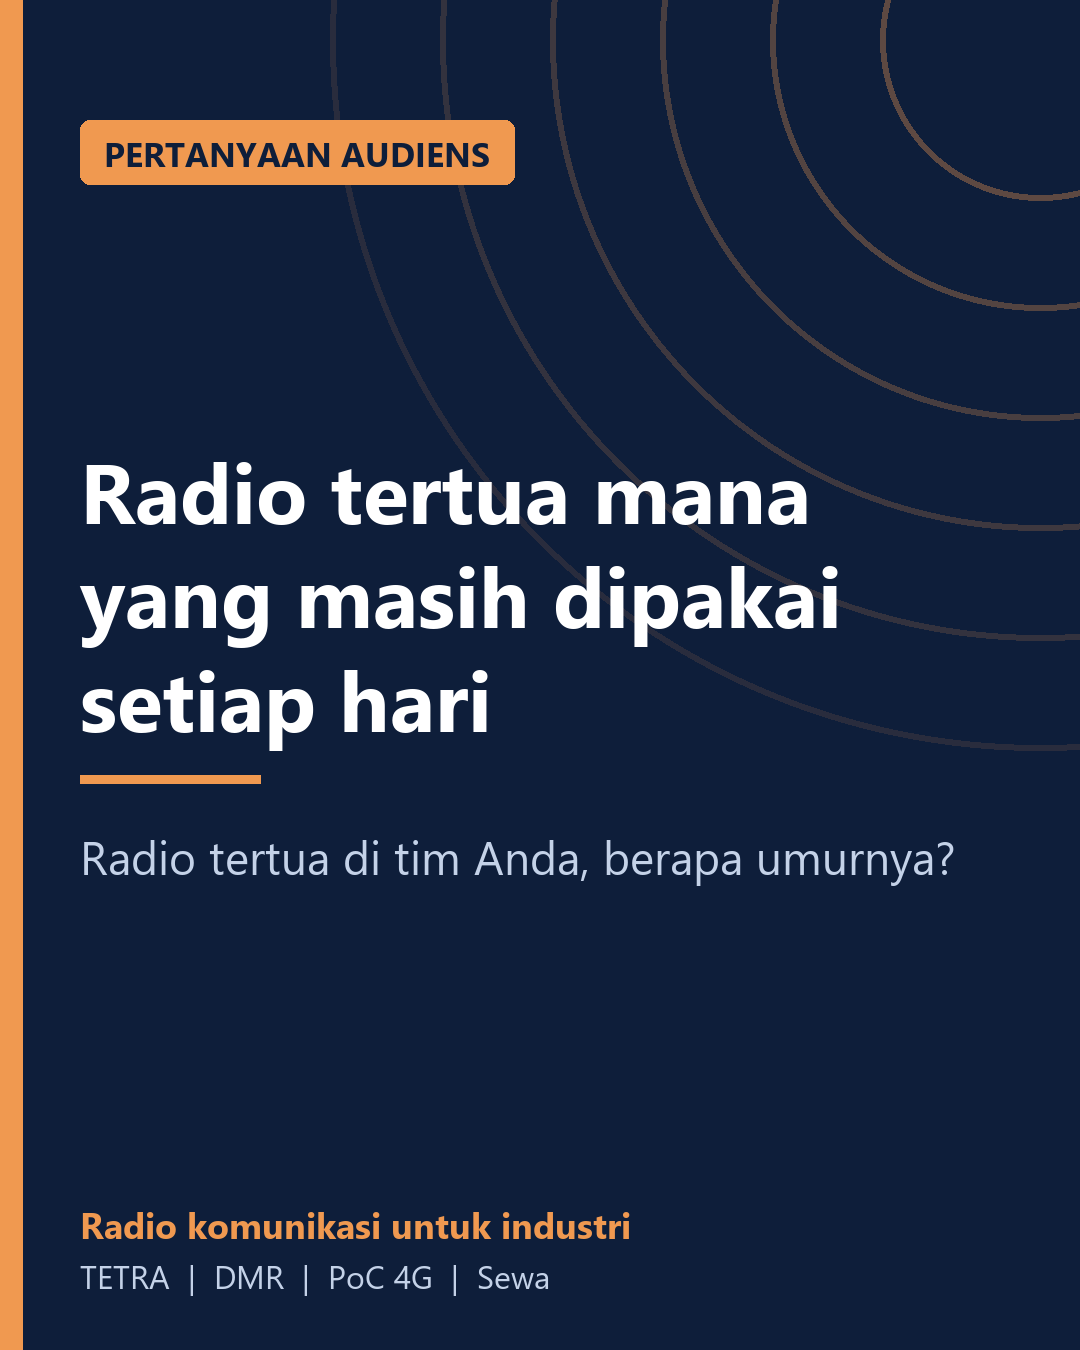 PERTANYAAN AUDIENS
Radio tertua mana
yang masih dipakai
setiap hari
Radio tertua di tim Anda, berapa umurnya?
Radio komunikasi untuk industri
TETRA | DMR | PoC 4G | Sewa